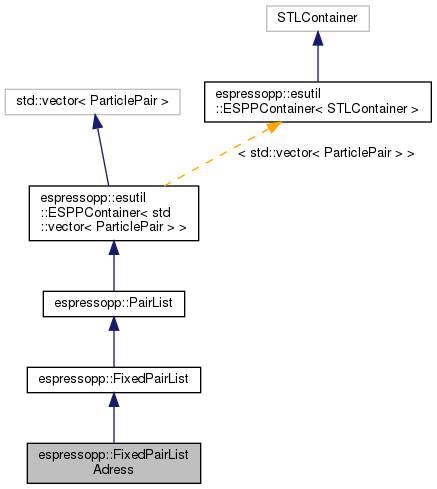 STLContainer
std::vector< ParticlePair >
espressopp::esutil
::ESPPContainer< STLContainer >
< std::vector< ParticlePair > >
espressopp::esutil
::ESPPContainer< std
::vector< ParticlePair > >
espressopp::PairList
espressopp::FixedPairList
espressopp::FixedPairList
Adress